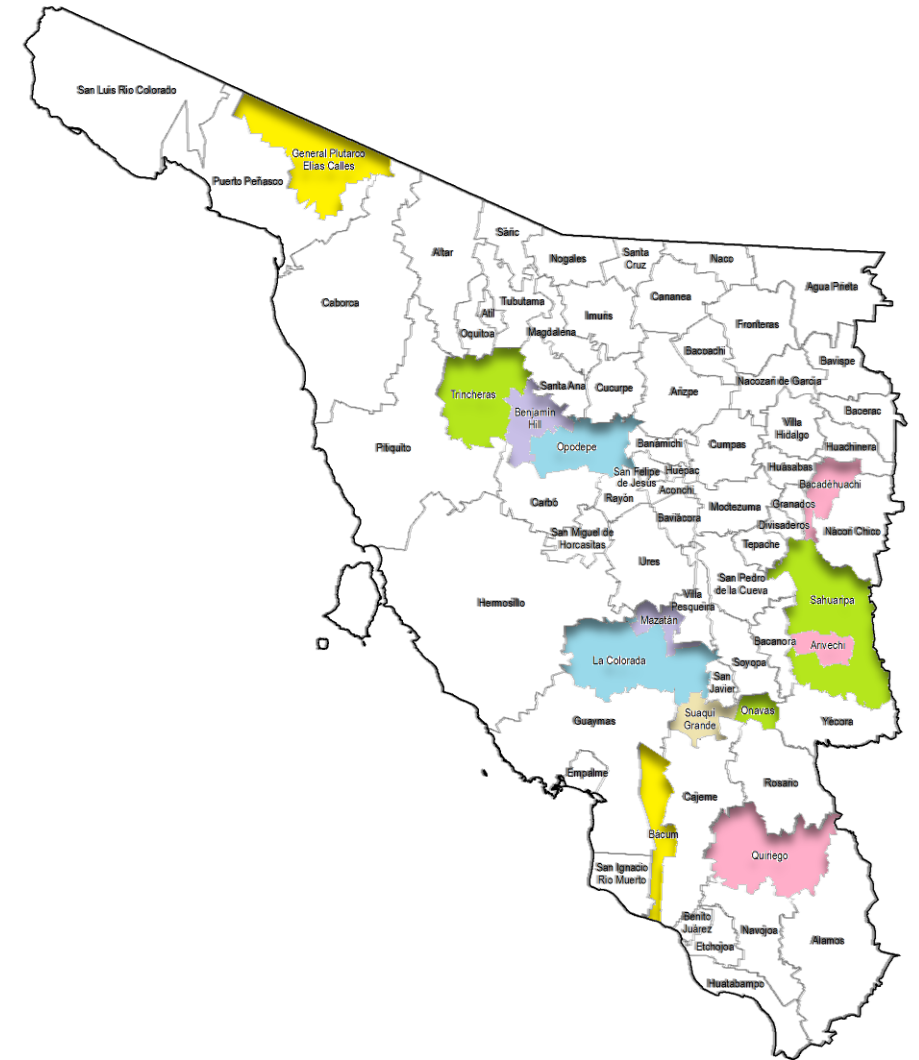 San Luis Rio Colorado
General Plutarco
Elias Calles
Puerto Peñasco
Sáric
Altar
Nogales
Santa
Cruz
Naco
Agua Prieta
Caborca
Tubutama
Cananea
Atil
Imuris
Fronteras
Oquitoa
Magdalena
Bacoachi
Bavispe
Santa Ana
Cucurpe
Arizpe
Nacozari de Garcia
Trincheras
Bacerac
Benjamin
Hill
Villa
Hidalgo
Pitiquito
Opodepe
Banámichi
Cumpas
Huachinera
San Felipe
de Jesús
Huépac
Huásabas
Bacadéhuachi
Aconchi
Rayón
Carbó
Moctezuma
Granados
Baviácora
Divisaderos
Nácori Chico
San Miguel de
Horcasitas
Tepache
Ures
San Pedro
de la Cueva
Villa
Pesqueira
Hermosillo
Sahuaripa
Mazatán
Bacanora
Arivechi
La Colorada
Soyopa
San
Javier
Suaqui
Grande
Onavas
Guaymas
Yécora
Empalme
Rosario
Cajeme
Bácum
Quiriego
San Ignacio
Rio Muerto
Benito
Juárez
Navojoa
Alamos
Etchojoa
Huatabampo